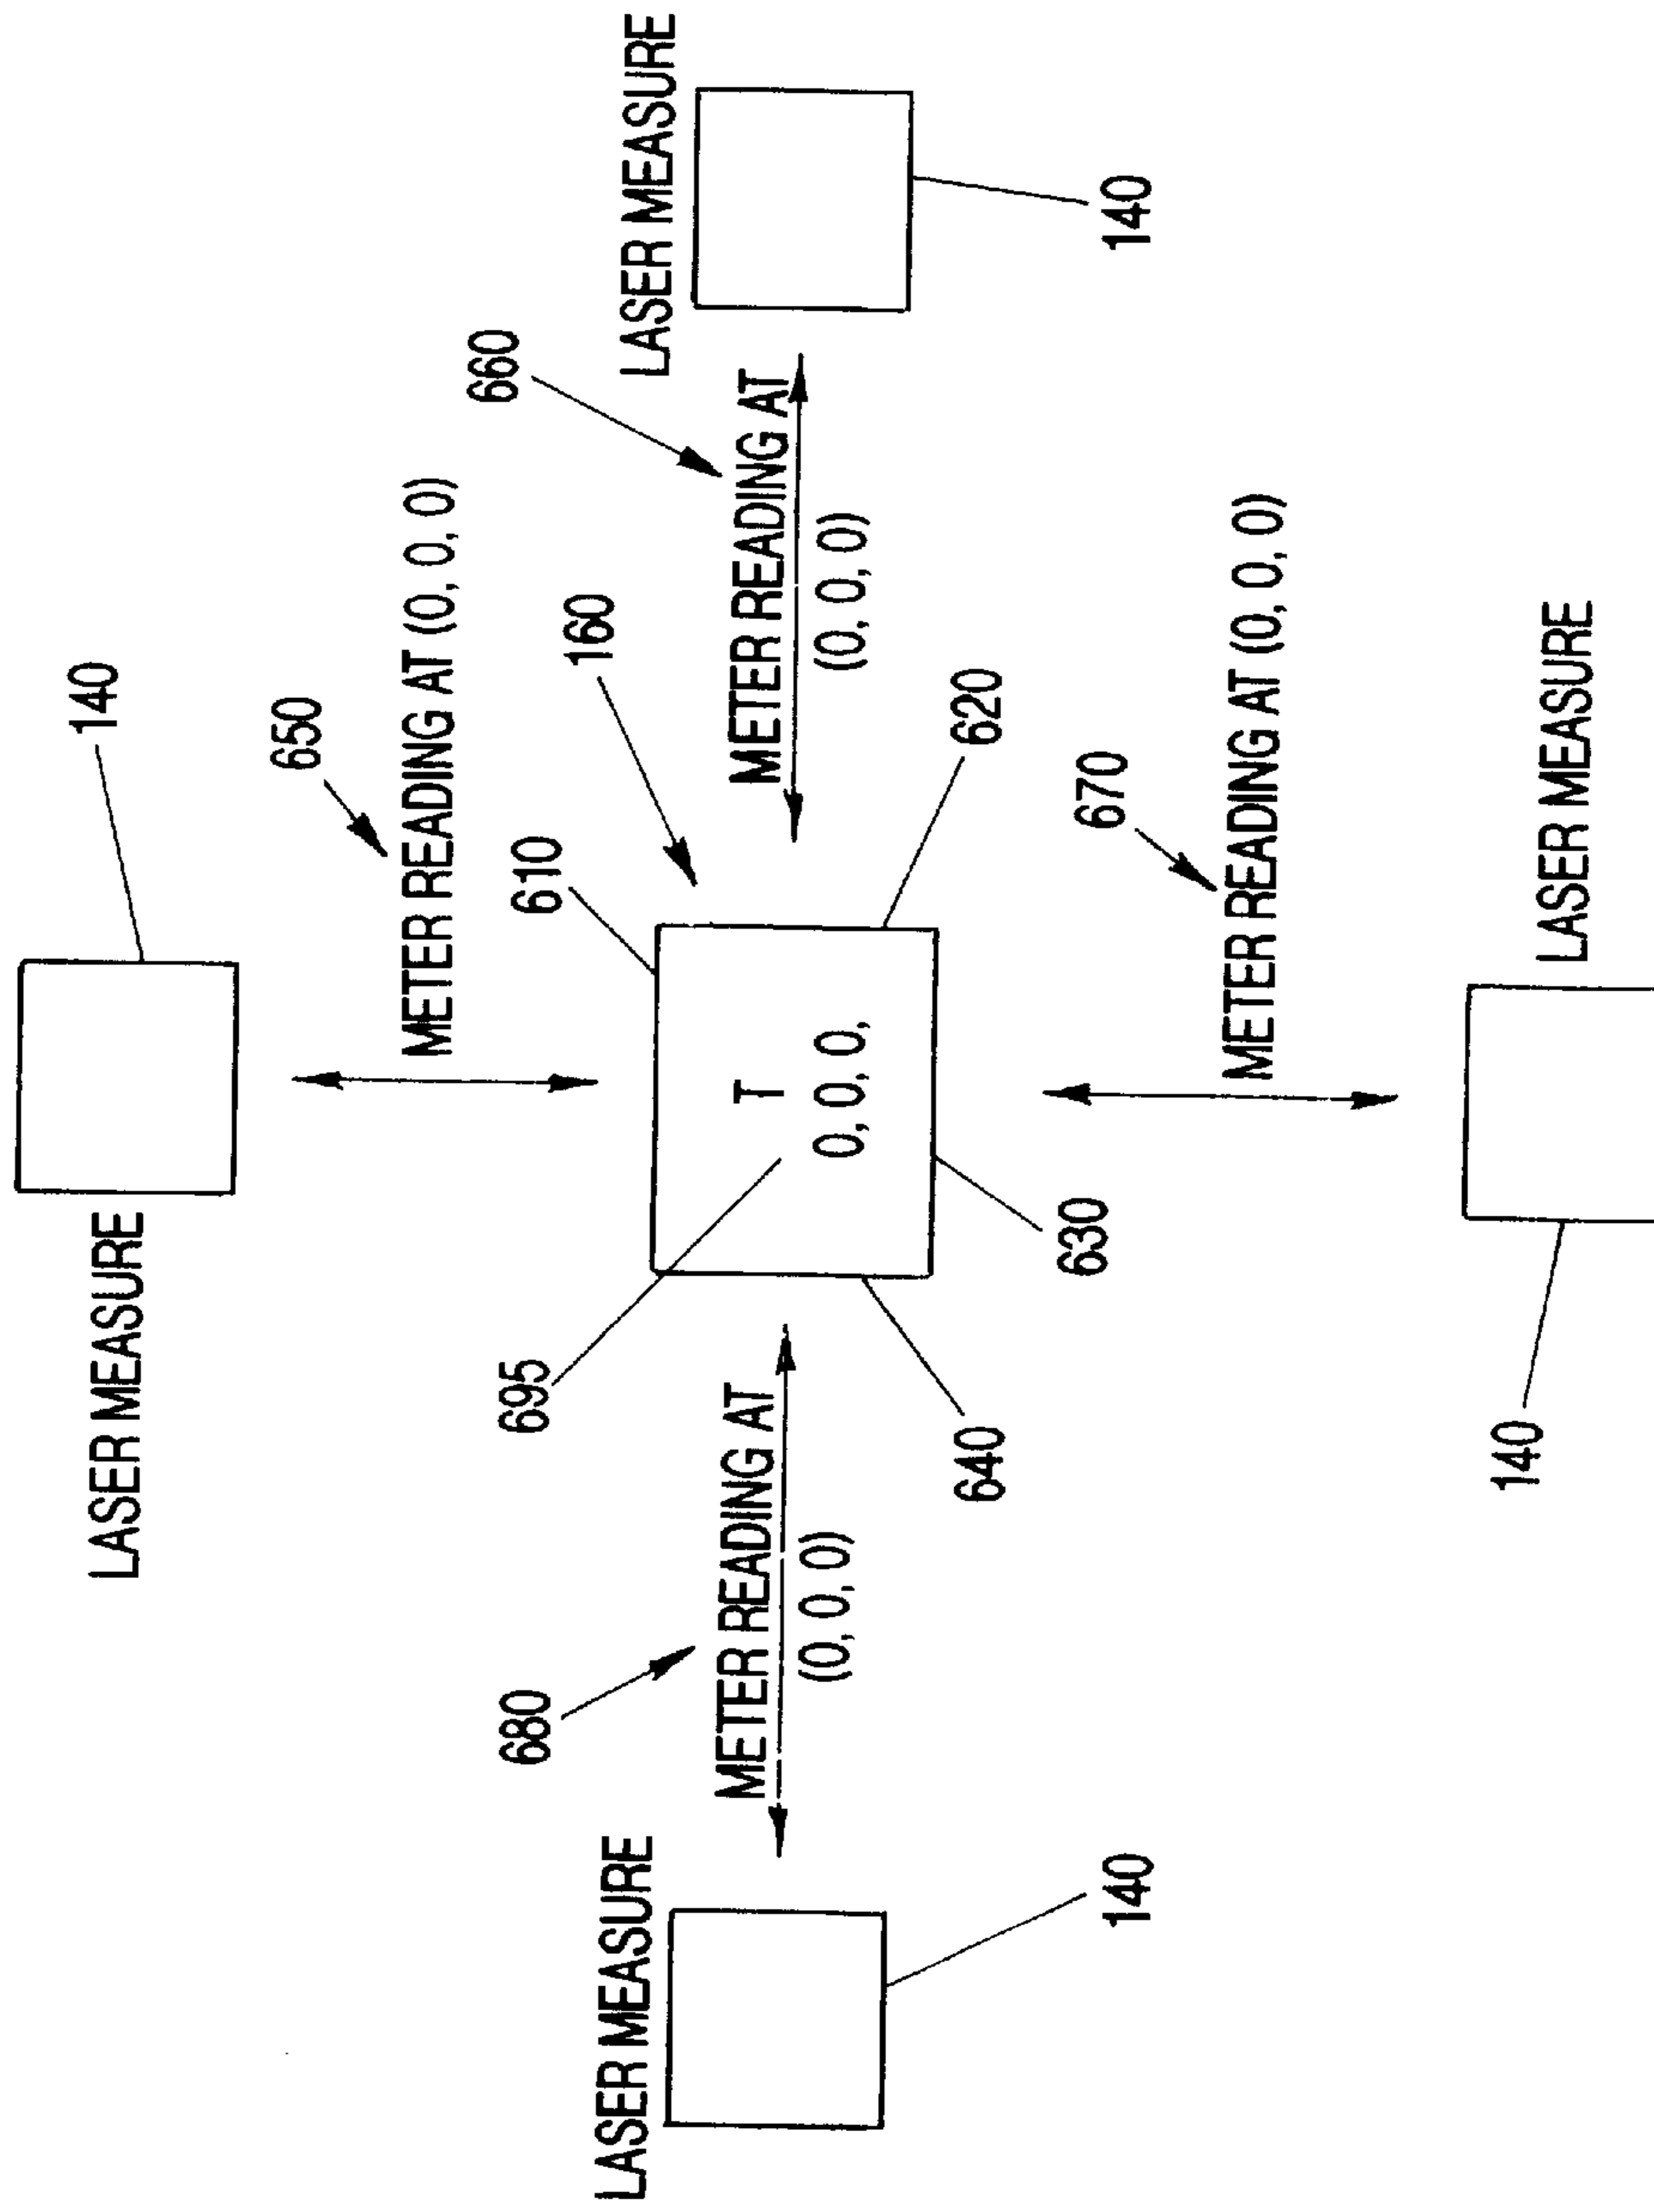 140
LASER MEASURE
650
METER READING AT (0, 0, 0)
LASER MEASURE
660
METER READING AT
(0, 0, 0)
140
160
610
620
T
0, 0, 0,
695
630
640
680
METER READING AT
(0, 0, 0)
LASER MEASURE
140
670
METER READING AT (0, 0, 0)
LASER MEASURE
140